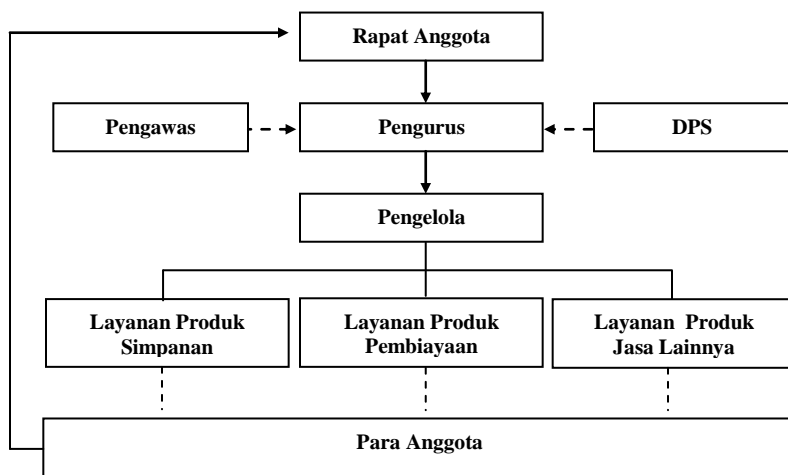 Rapat Anggota
Pengawas
Pengurus
DPS
Pengelola
Layanan Produk
Simpanan
Layanan Produk
Pembiayaan
Layanan Produk
Jasa Lainnya
Para Anggota